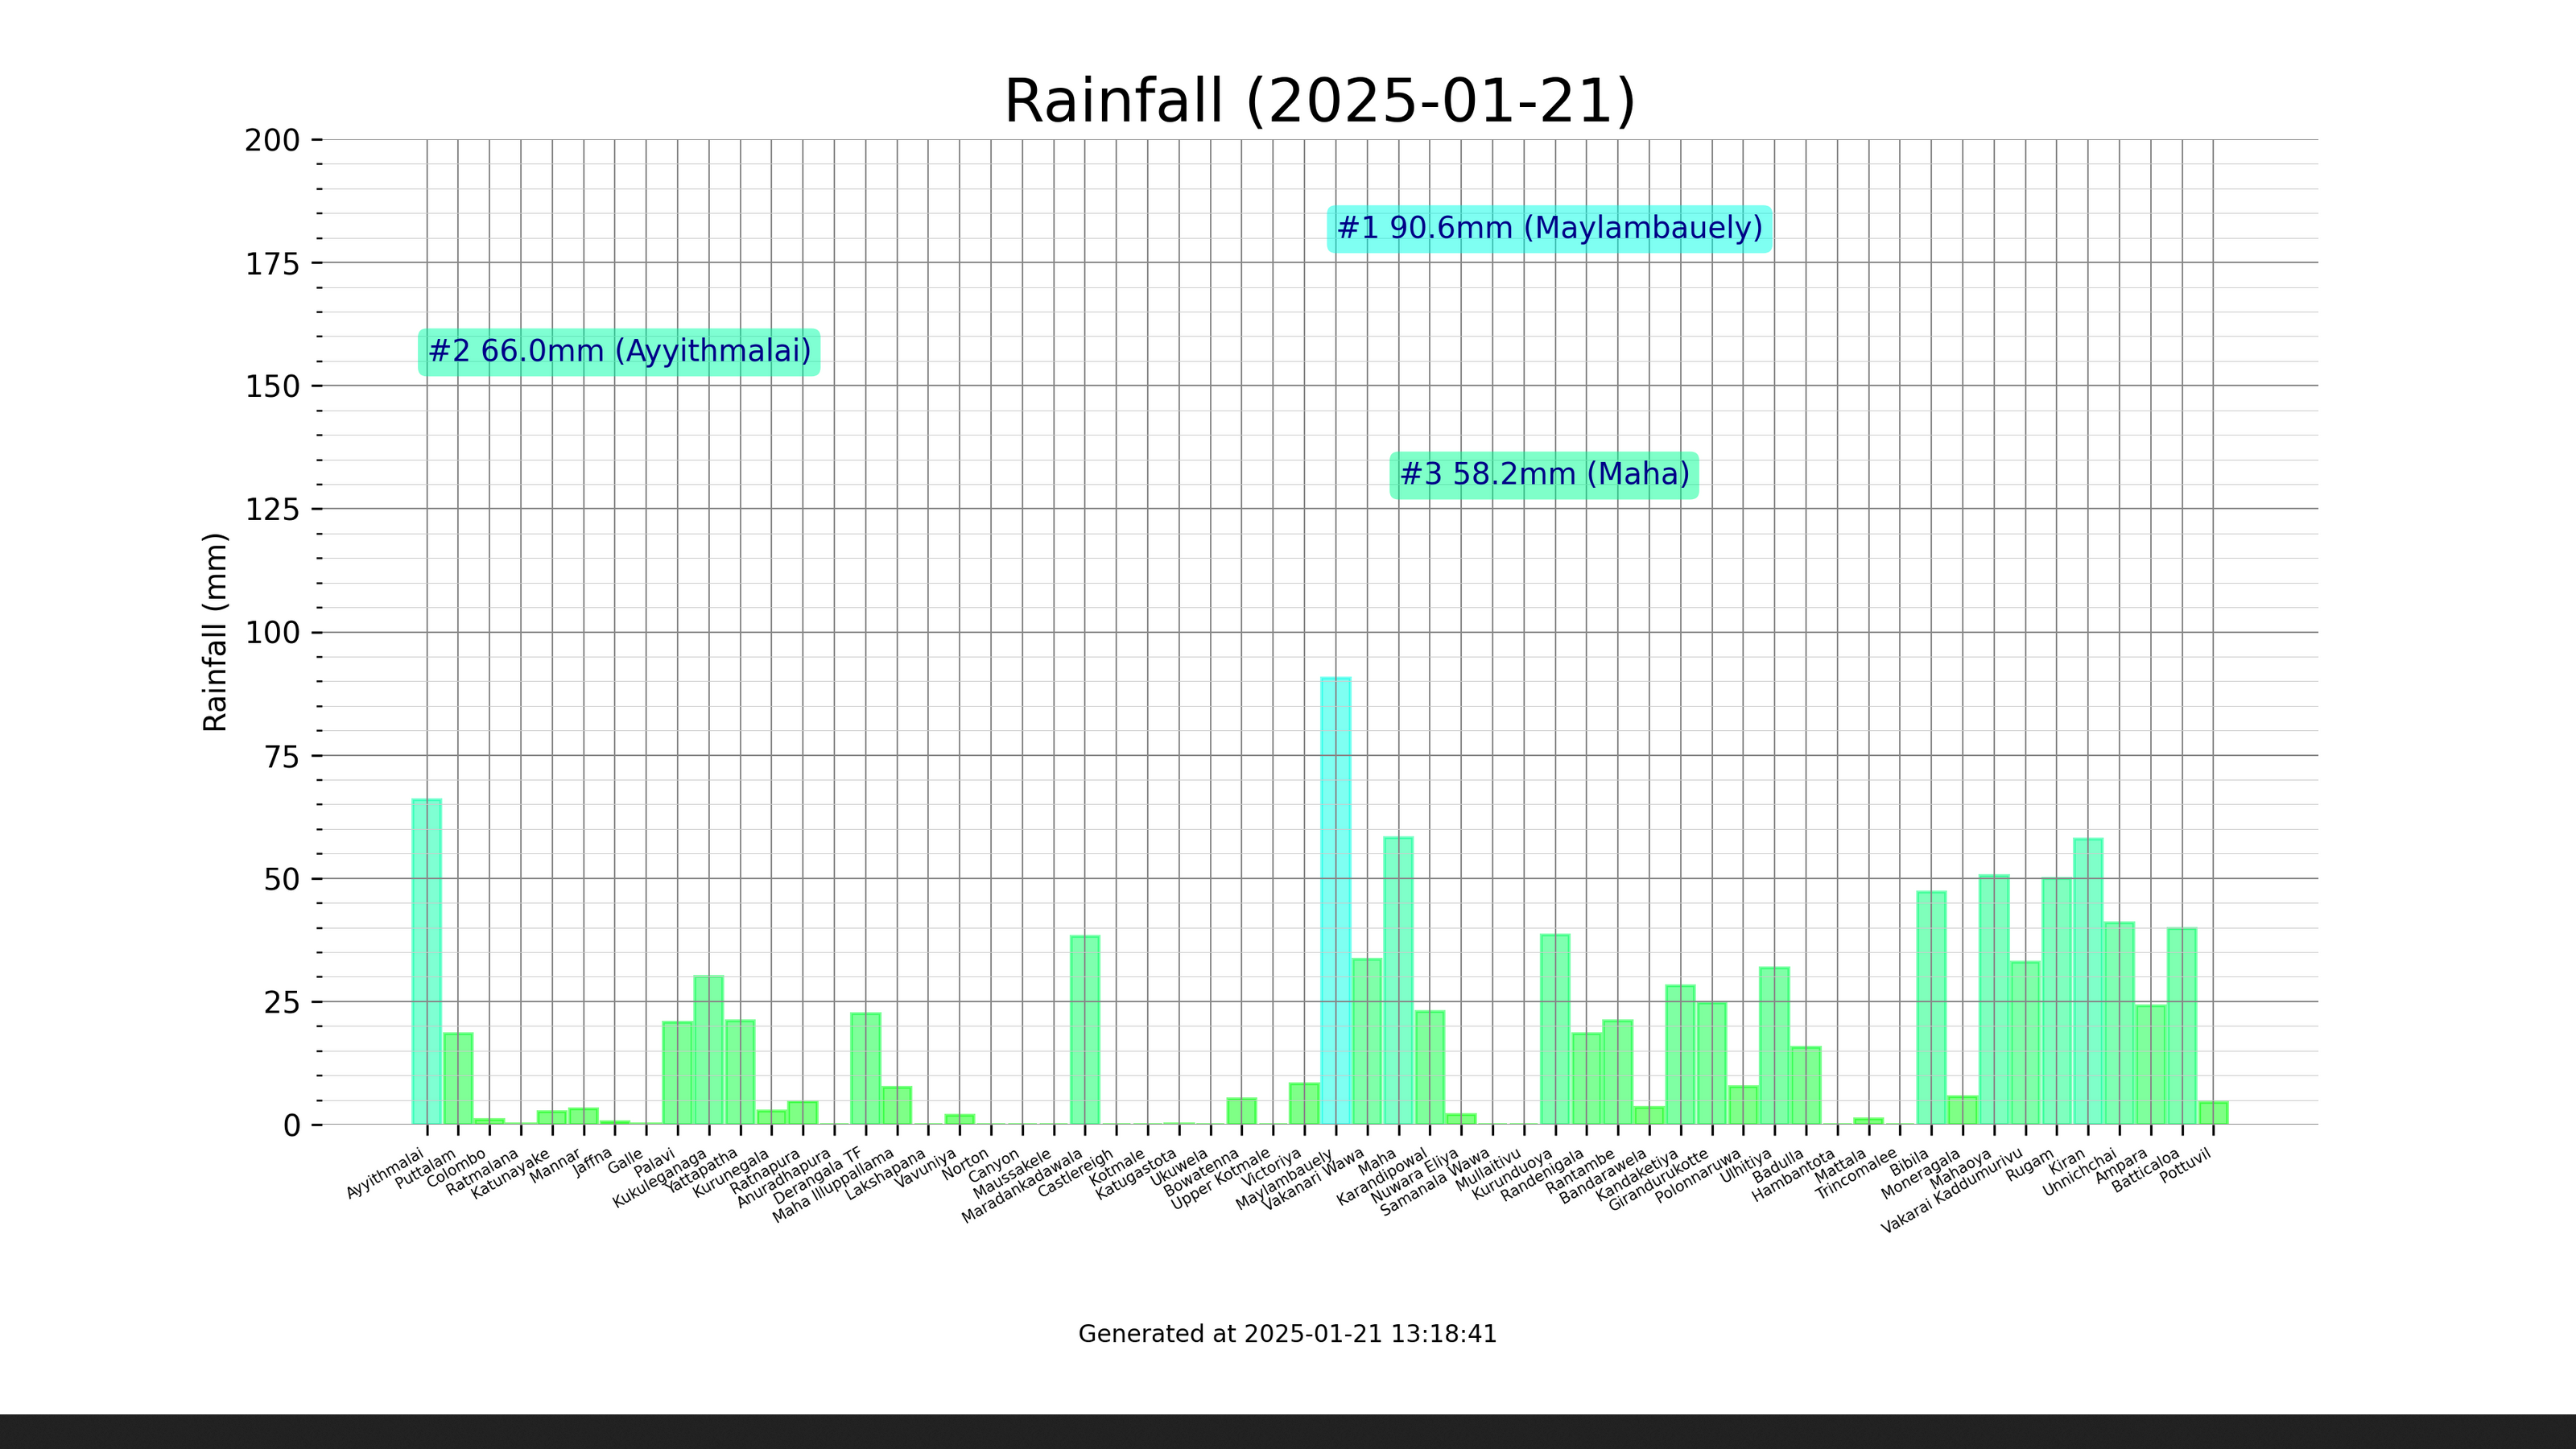 Rainfall (2025-01-21)
200
175
150
125
100
75
50
25
0
Rainfall (mm)
#1 90.6mm (Maylambauely)
#2 66.0mm (Ayyithmalai)
#3 58.2mm (Maha)
Ayyithmalai
Puttalam
Colombo
Ratmalana
Katunayake
Mannar
Jaffna
Galle
Palavi
Kukuleganaga
Yattapatha
Kurunegala
Ratnapura
Anuradhapura
Derangala TF
Maha Illuppallama
Lakshapana
Vavuniya
Norton
Canyon
Maussakele
Maradankadawala
Castlereigh
Kotmale
Katugastota
Ukuwela
Bowatenna
Upper Kotmale
Victoriya
Maylambauely
Vakanari Wawa
Maha
Karandipowal
Nuwara Eliya
Samanala Wawa
Mullaitivu
Kurunduoya
Randenigala
Rantambe
Bandarawela
Kandaketiya
Girandurukotte
Polonnaruwa
Ulhitiya
Badulla
Hambantota
Mattala
Trincomalee
Bibila
Moneragala
Mahaoya
Vakarai Kaddumurivu
Rugam
Kiran
Unnichchai
Ampara
Batticaloa
Pottuvil
Generated at 2025-01-21 13:18:41